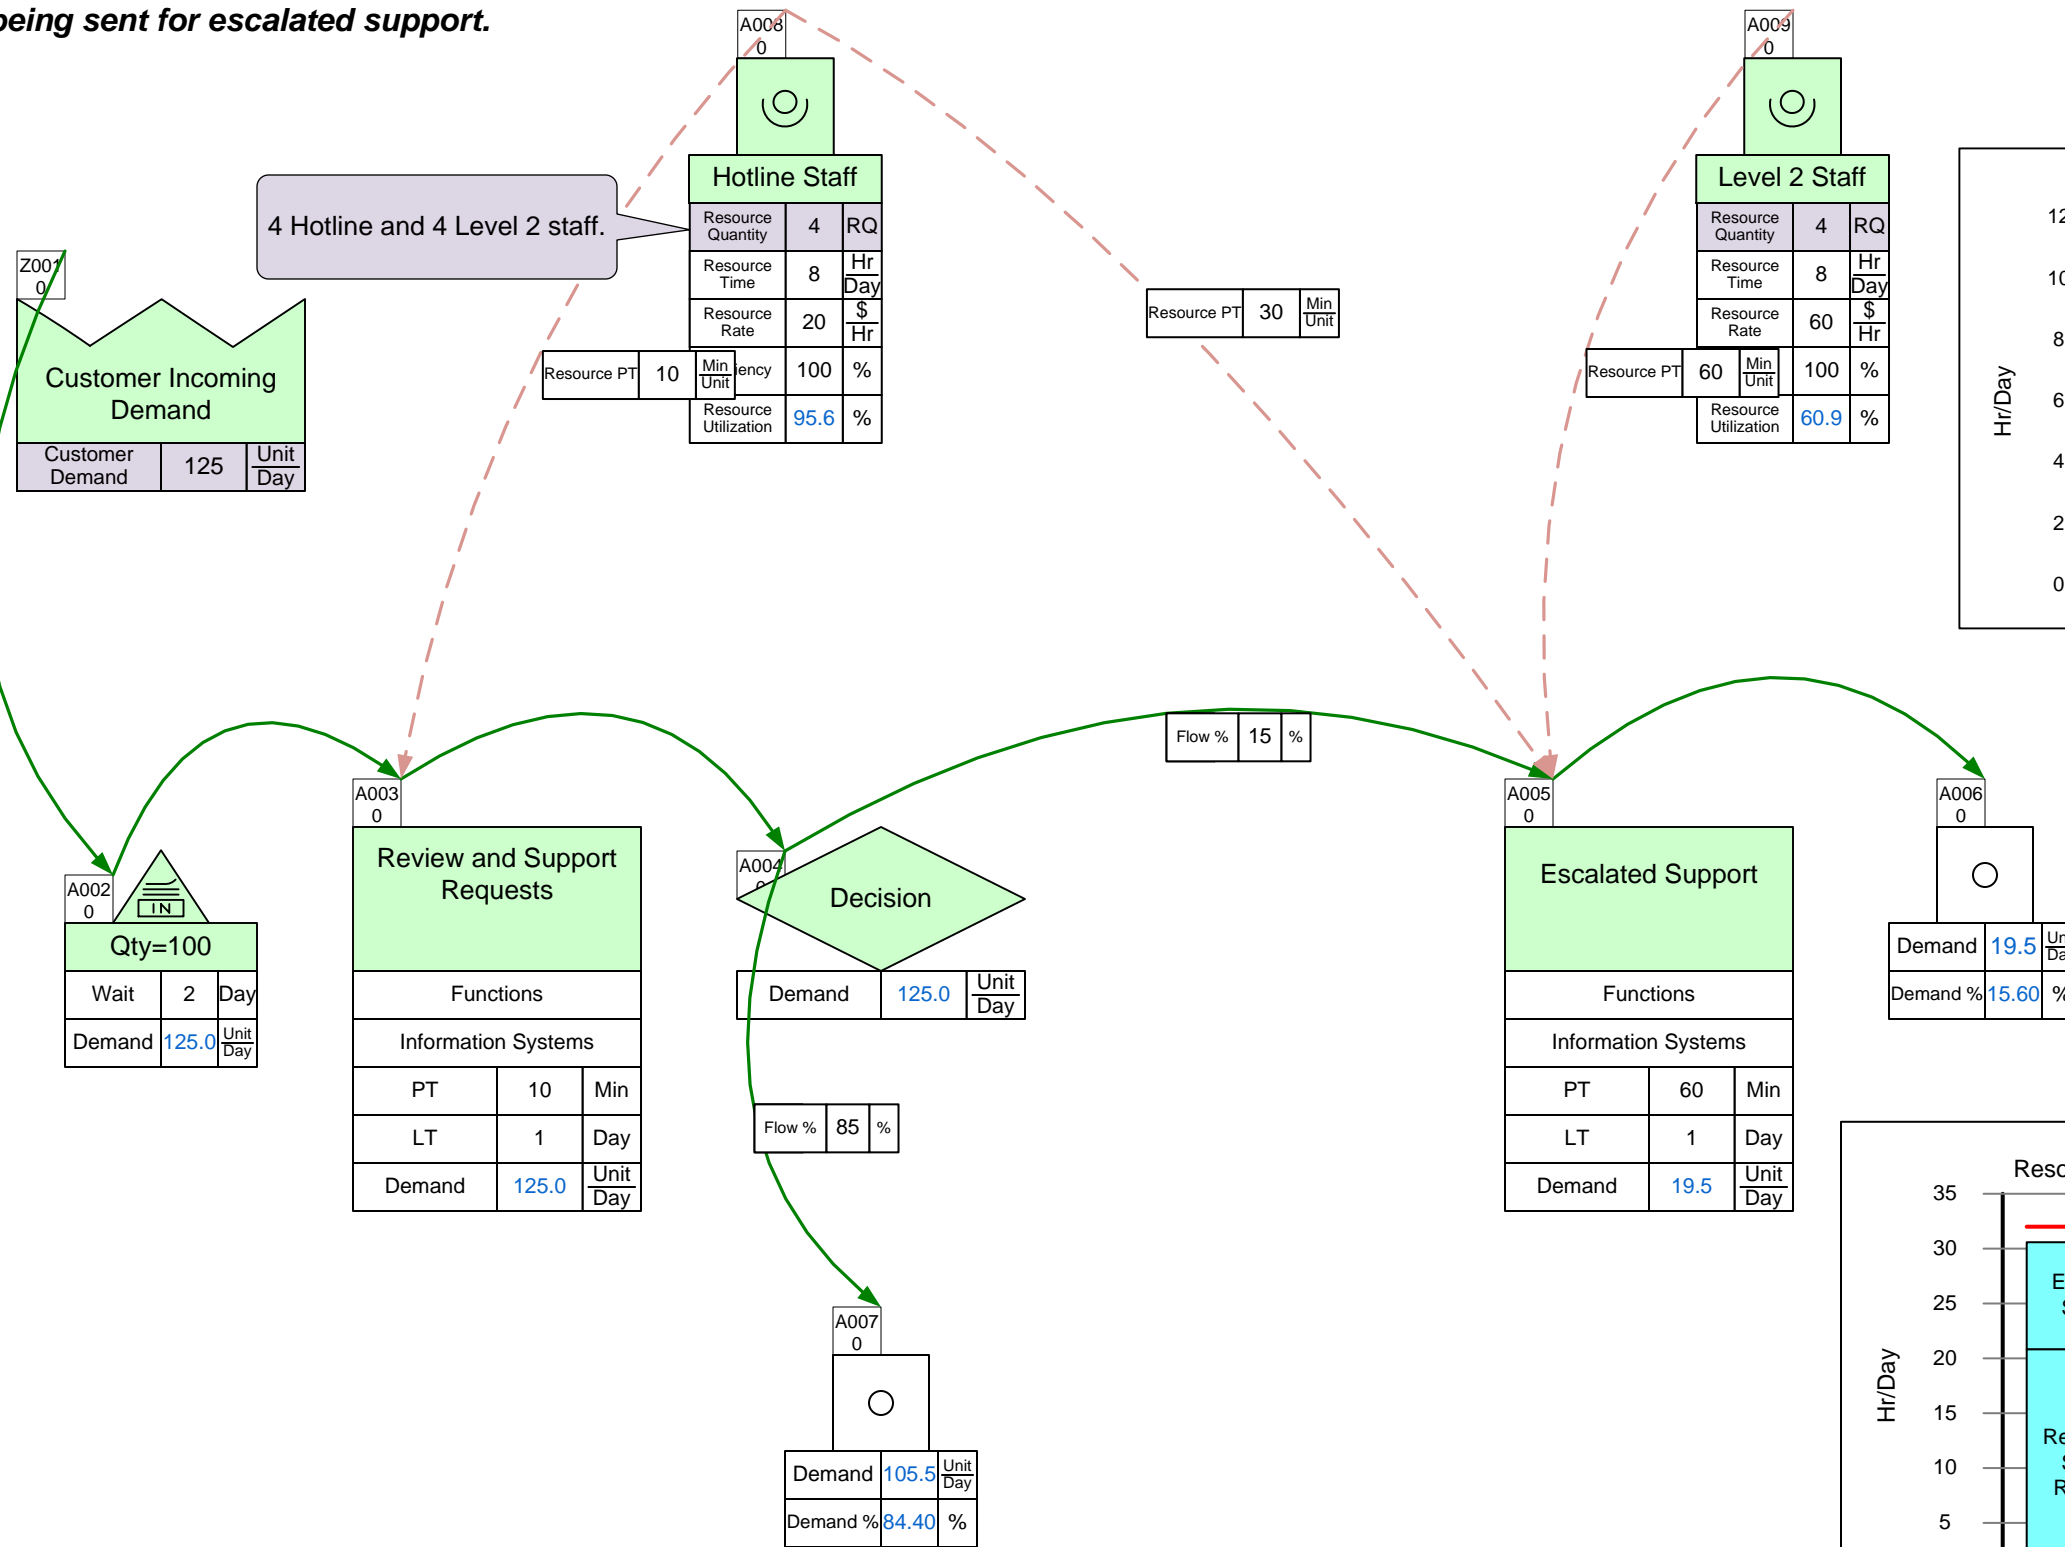 being sent for escalated support.
A008
0
A009
0
Hotline Staff
Resource
Quantity
4
RQ
Resource
Time
8
Hr
Day
Resource
Rate
20
$
Hr
iency
100
%
Resource
Utilization
95.6
%
4 Hotline and 4 Level 2 staff.
Resource PT
10
Min
Unit
Resource PT
30
Min
Unit
Level 2 Staff
Resource
Quantity
4
RQ
Resource
Time
8
Hr
Day
Resource
Rate
60
$
Hr
100
%
Resource
Utilization
60.9
%
Resource PT
60
Min
Unit
Z001
0
Customer Incoming
Demand
Customer
Demand
125
Unit
Day
12
10
8
6
4
2
0
Hr/Day
Flow %
15
%
A002
0
IN
Qty=100
Wait
2
Day
Demand
125.0
Unit
Day
A003
0
Review and Support
Requests
Functions
Information Systems
PT
10
Min
LT
1
Day
Demand
125.0
Unit
Day
A004
Decision
Demand
125.0
Unit
Day
Flow %
85
%
A005
0
Escalated Support
Functions
Information Systems
PT
60
Min
LT
1
Day
Demand
19.5
Unit
Day
A006
0
Demand
19.5
Demand %
15.60
%
A007
0
Demand
105.5
Unit
Day
Demand %
84.40
%
35
30
25
20
15
10
5
Hr/Day